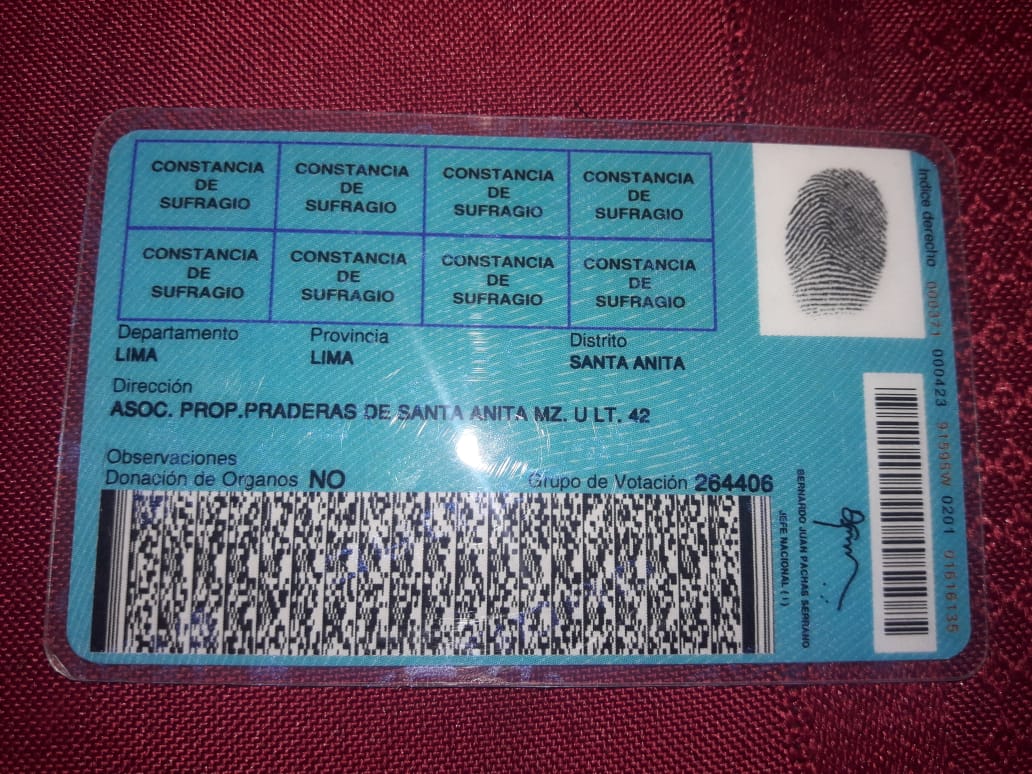 CONSTANCIA DE SUFRAGIO
CONSTANCIA DE SUFRAGIO
CONSTANCIA DE SUFRAGIO
CONSTANCIA DE SUFRAGIO
CONSTANCIA DE SUFRAGIO
CONSTANCIA DE SUFRAGIO
CONSTANCIA DE SUFRAGIO
CONSTANCIA DE SUFRAGIO
Departamento Provincia Distrito
LIMA LIMA SANTA ANITA
Dirección
ASOC. PROP.PRADERAS DE SANTA ANITA MZ. U LT. 42
Observaciones
Donación de Organos NO Grupo de Votación 264406
BERNARDO JUAN PACHAS SERRANO
JEFE NACIONAL ( i )
Indice derecho 000371 000423 91595W 0201 01616135